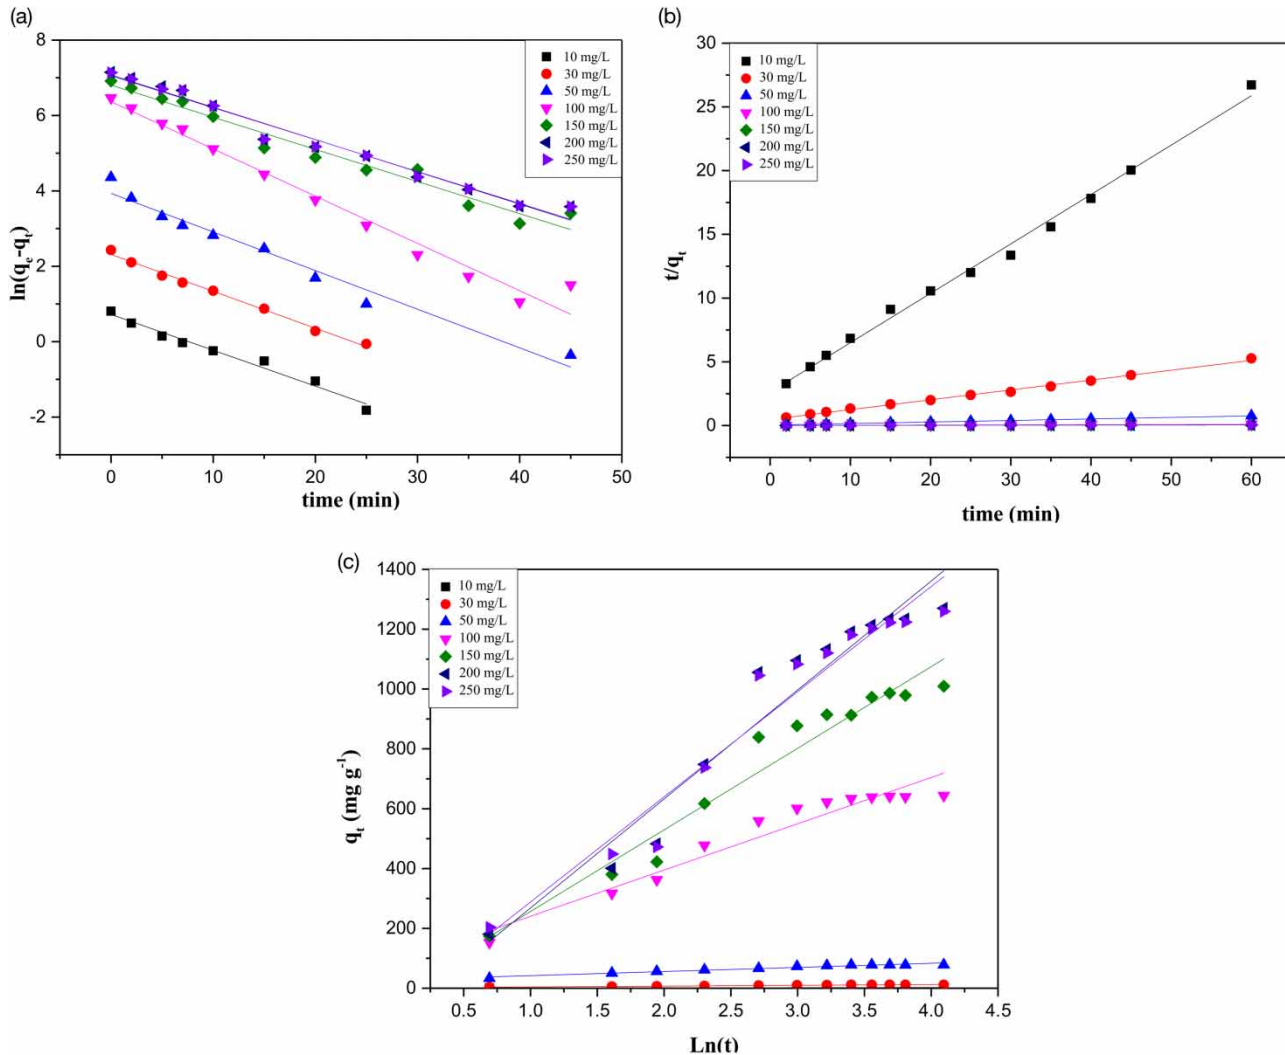 (a)
8
6
4
2
0
-2
ln(qe-qt)
0 10 20 30 40 50
time (min)
10 mg/L
30 mg/L
50 mg/L
100 mg/L
150 mg/L
200 mg/L
250 mg/L
(b)
30
25
20
15
10
5
0
t/qt
0 10 20 30 40 50 60
time (min)
10 mg/L
30 mg/L
50 mg/L
100 mg/L
150 mg/L
200 mg/L
250 mg/L
(c)
1400
1200
1000
800
600
400
200
0
qt (mg g-1)
0.5 1.0 1.5 2.0 2.5 3.0 3.5 4.0 4.5
Ln(t)
10 mg/L
30 mg/L
50 mg/L
100 mg/L
150 mg/L
200 mg/L
250 mg/L